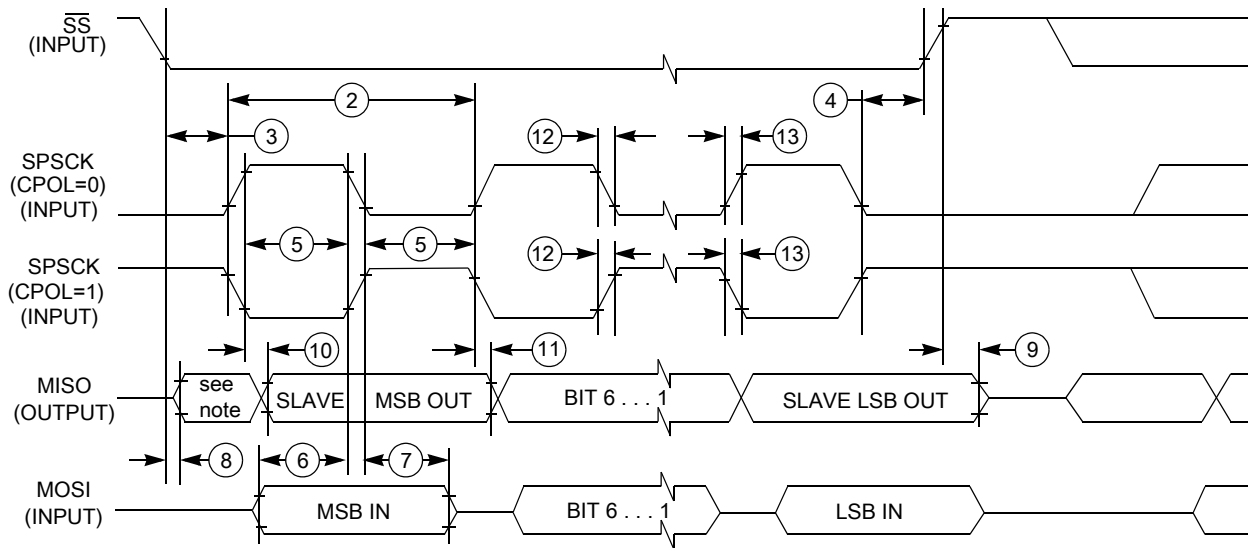 SS
(INPUT)
2
4
3
12
13
SPSCK
(CPOL=0)
(INPUT)
5
5
12
13
SPSCK
(CPOL=1)
(INPUT)
10
11
9
MISO
(OUTPUT)
see
note
SLAVE
MSB OUT
BIT 6 . . . 1
SLAVE LSB OUT
8
6
7
MOSI
(INPUT)
MSB IN
BIT 6 . . . 1
LSB IN